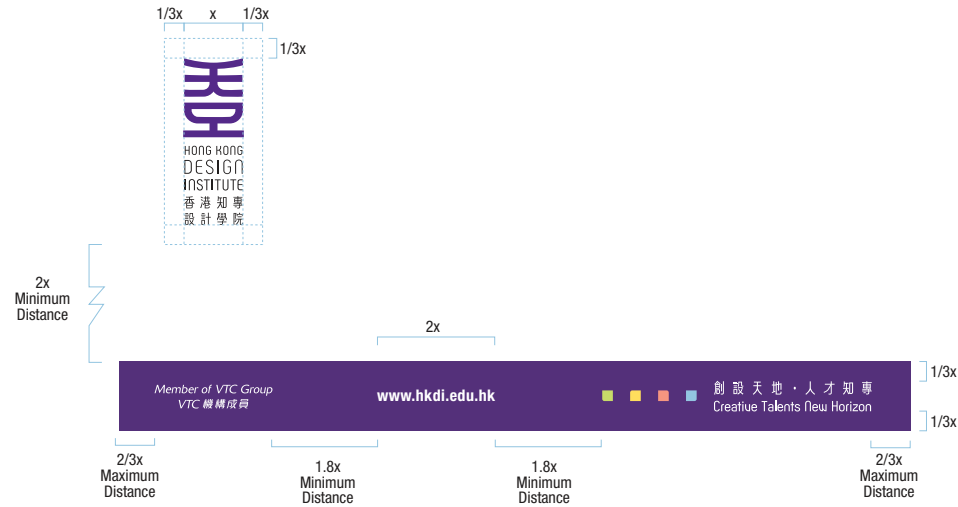 1/3x x 1/3x
1/3x
HONG KONG
DESIGN
INSTITUTE
香港知專
設計學院
2x
Minimum
Distance
2x
1/3x
Member of VTC Group
VTC 機構成員
www.hkdi.edu.hk
創設天地・人才知專
Creative Talents New Horizon
1/3x
2/3x
Maximum
Distance
1.8x
Minimum
Distance
1.8x
Minimum
Distance
2/3x
Maximum
Distance